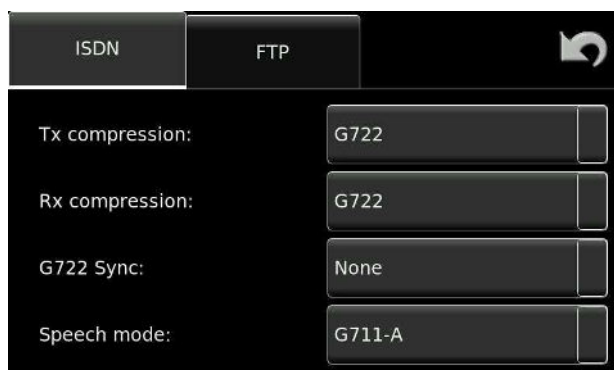 ISDN FTP
Tx compression: G722
Rx compression: G722
G722 Sync: None
Speech mode: G711-A